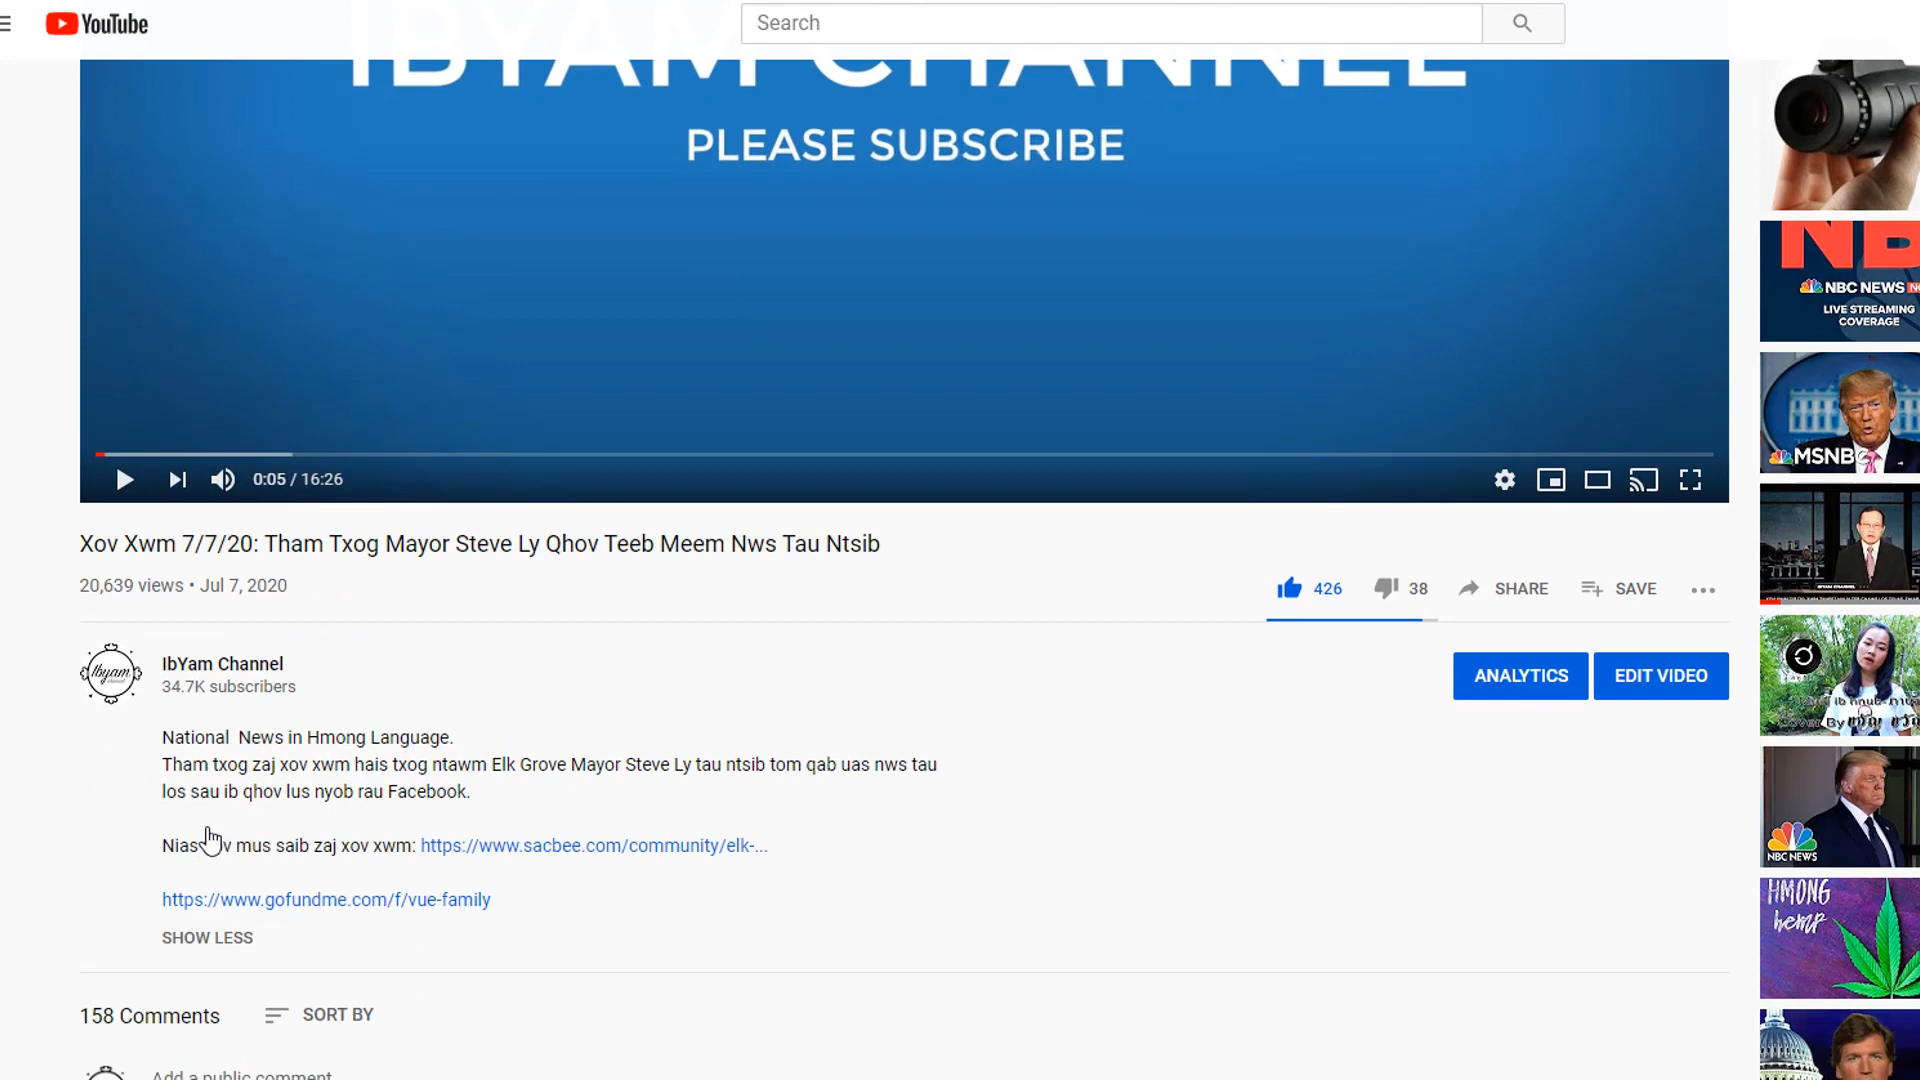 YouTube
Search
IBYAM CHANNEL
PLEASE SUBSCRIBE
0:05 / 16:26
Xov Xwm 7/7/20: Tham Txog Mayor Steve Ly Qhov Teeb Meem Nws Tau Ntsib
20,639 views • Jul 7, 2020
426
38
SHARE
SAVE
Ibyam
IbYam Channel
34.7K subscribers
ANALYTICS
EDIT VIDEO
National News in Hmong Language.
Tham txog zaj xov xwm hais txog ntawm Elk Grove Mayor Steve Ly tau ntsib tom qab uas nws tau
los sau ib qhov lus nyob rau Facebook.
mus saib zaj xov xwm: https://www.sacbee.com/community/elk-...
https://www.gofundme.com/f/vue-family
SHOW LESS
158 Comments
SORT BY
Add a public comment
NBC NEWS
LIVE STREAMING
COVERAGE
MSNBC
Cover By
NBC NEWS
HMONG
hemp